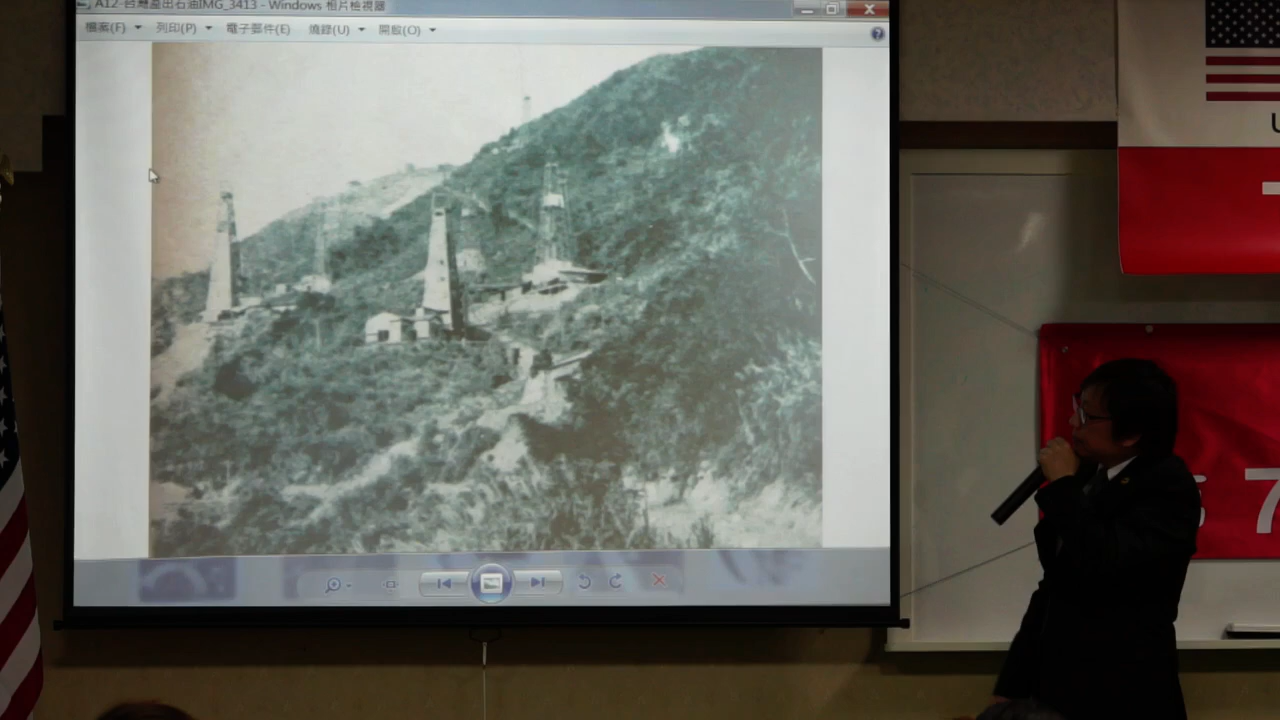 A12-台灣產出石油IMG_3413 - Windows 相片檢視器
檔案(F) 列印(P) 電子郵件(E) 燒錄(U) 開啟(O)
U
7